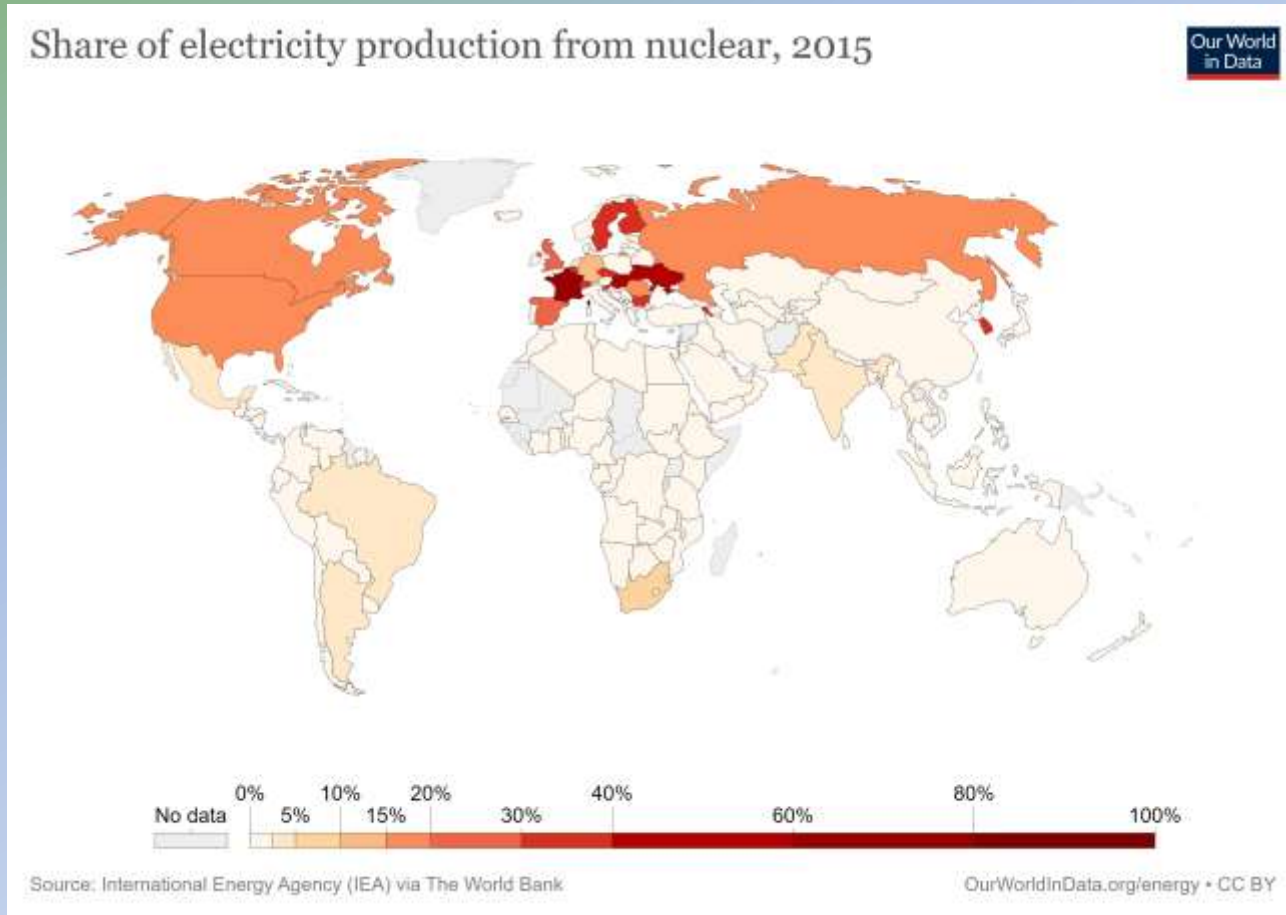 Share of electricity production from nuclear, 2015
Our World
in Data
0% 10% 20% 40% 80%
No data 5% 15% 30% 60% 100%
Source: International Energy Agency (IEA) via The World Bank
OurWorldInData.org/energy • CC BY